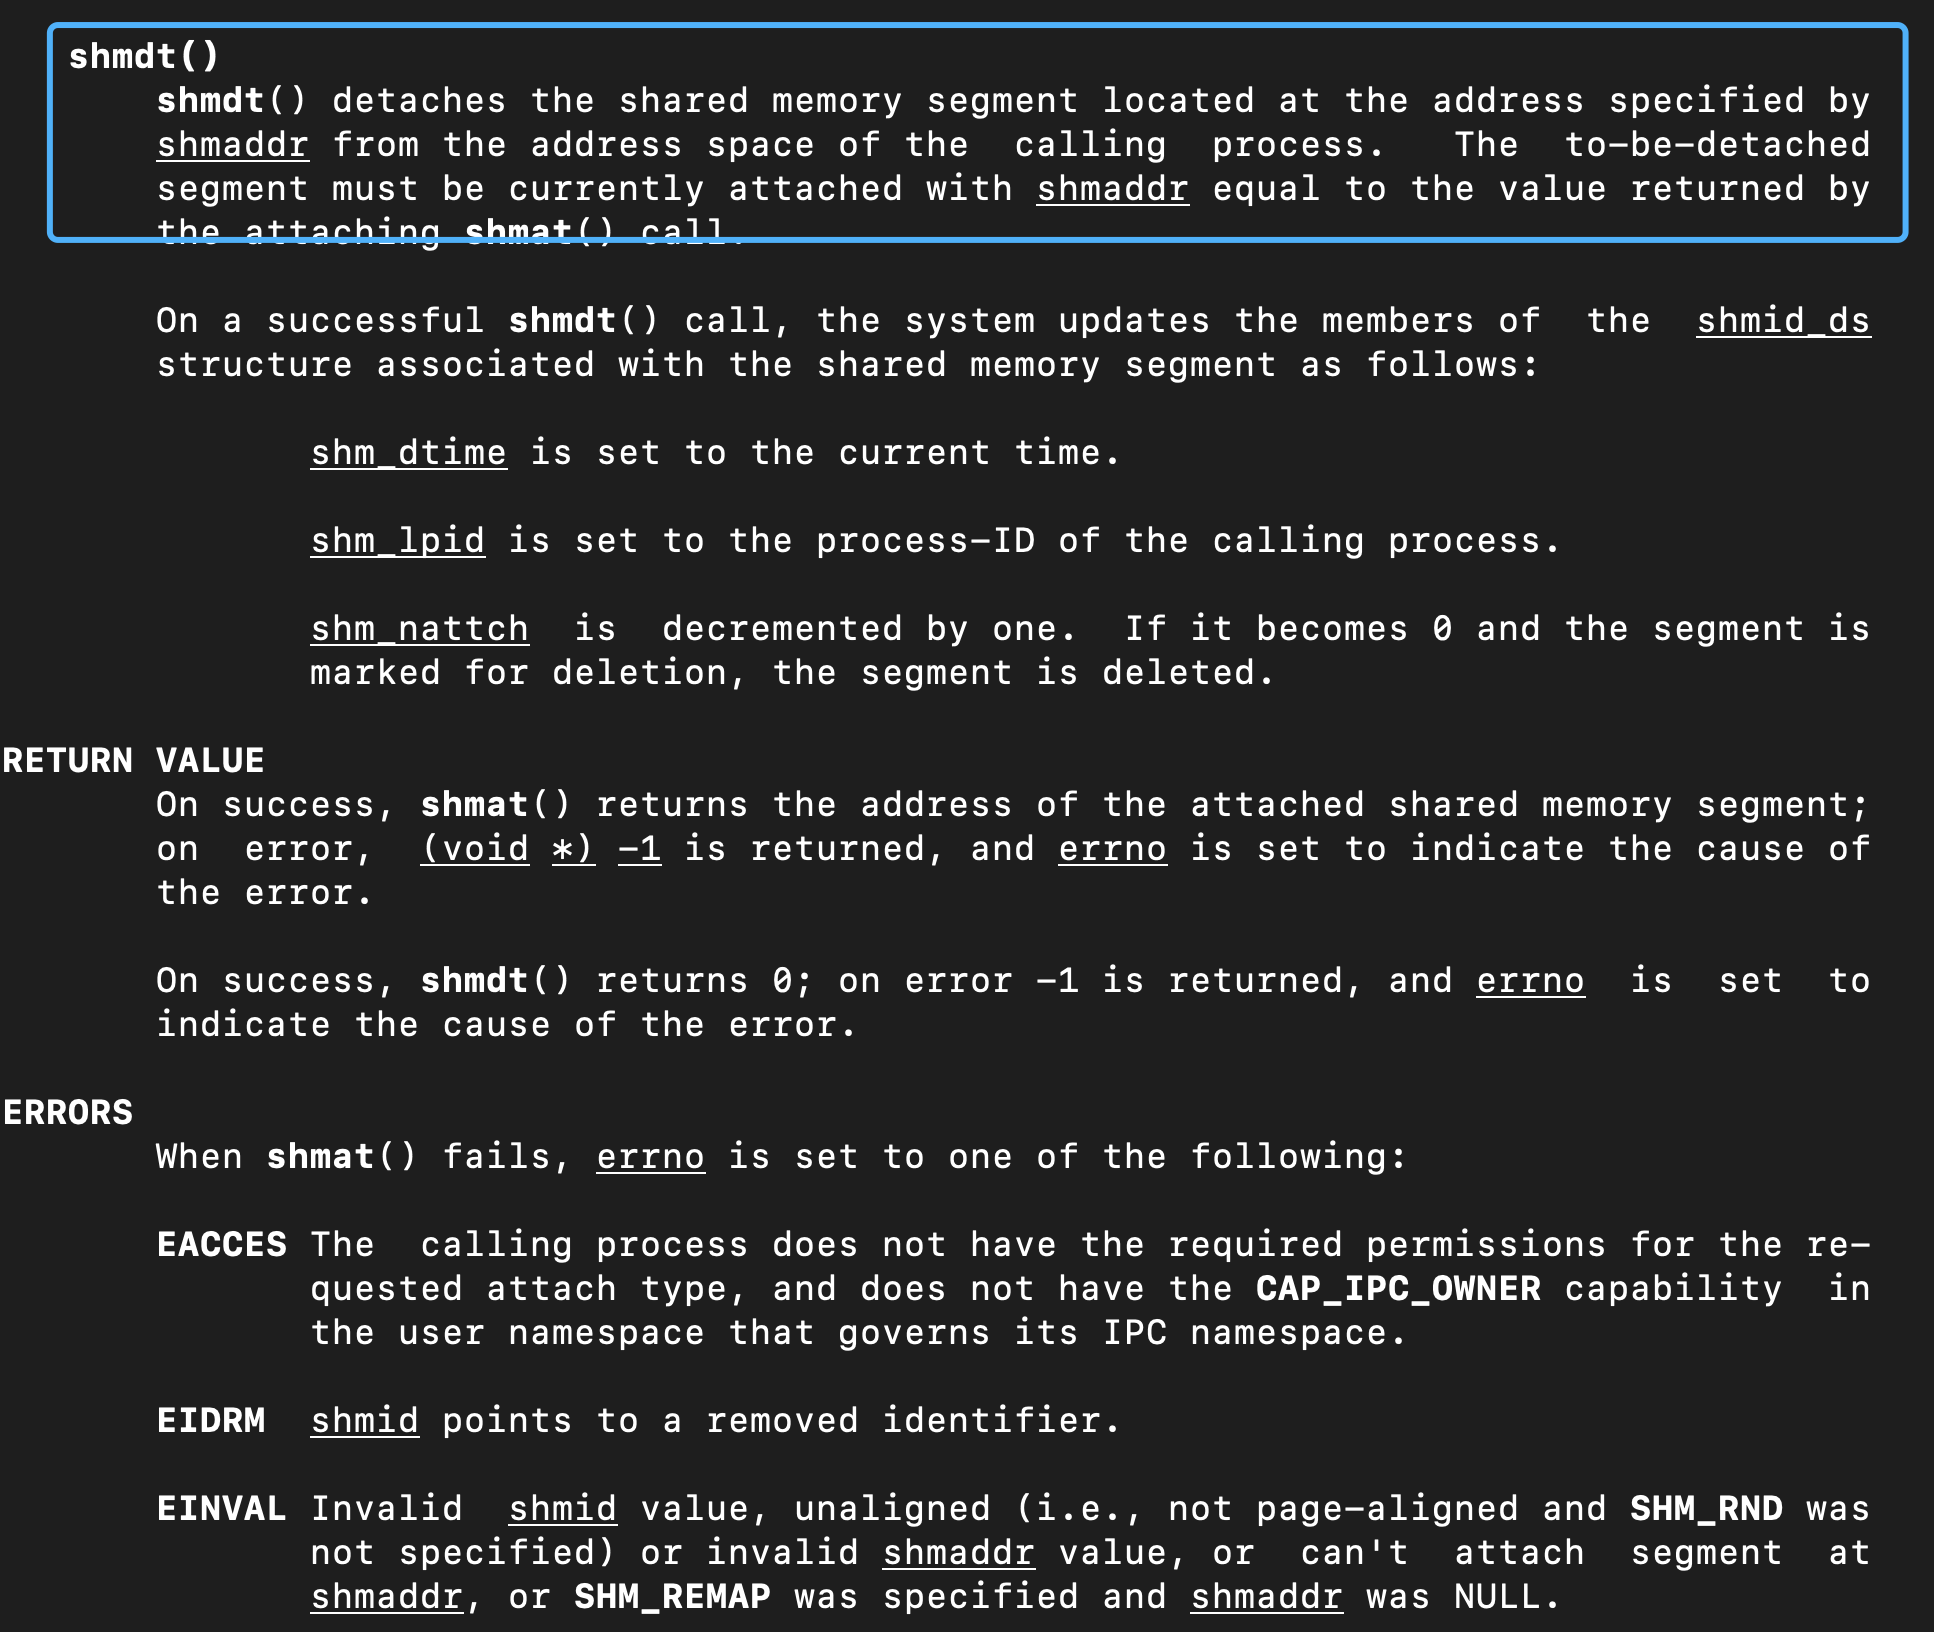 shmdt()
shmdt() detaches the shared memory segment located at the address specified by
shmaddr from the address space of the  calling  process.   The  to-be-detached
segment must be currently attached with shmaddr equal to the value returned by
the attaching shmat() call.
On a successful shmdt() call, the system updates the members of  the  shmid_ds
structure associated with the shared memory segment as follows:
shm_dtime is set to the current time.
shm_lpid is set to the process-ID of the calling process.
shm_nattch  is  decremented by one.  If it becomes 0 and the segment is
marked for deletion, the segment is deleted.
RETURN VALUE
On success, shmat() returns the address of the attached shared memory segment;
on  error,  (void *) -1 is returned, and errno is set to indicate the cause of
the error.
On success, shmdt() returns 0; on error -1 is returned, and errno  is  set  to
indicate the cause of the error.
ERRORS
When shmat() fails, errno is set to one of the following:
EACCES The  calling process does not have the required permissions for the re-
quested attach type, and does not have the CAP_IPC_OWNER capability  in
the user namespace that governs its IPC namespace.
EIDRM  shmid points to a removed identifier.
EINVAL Invalid  shmid value, unaligned (i.e., not page-aligned and SHM_RND was
not specified) or invalid shmaddr value, or  can't  attach  segment  at
shmaddr, or SHM_REMAP was specified and shmaddr was NULL.